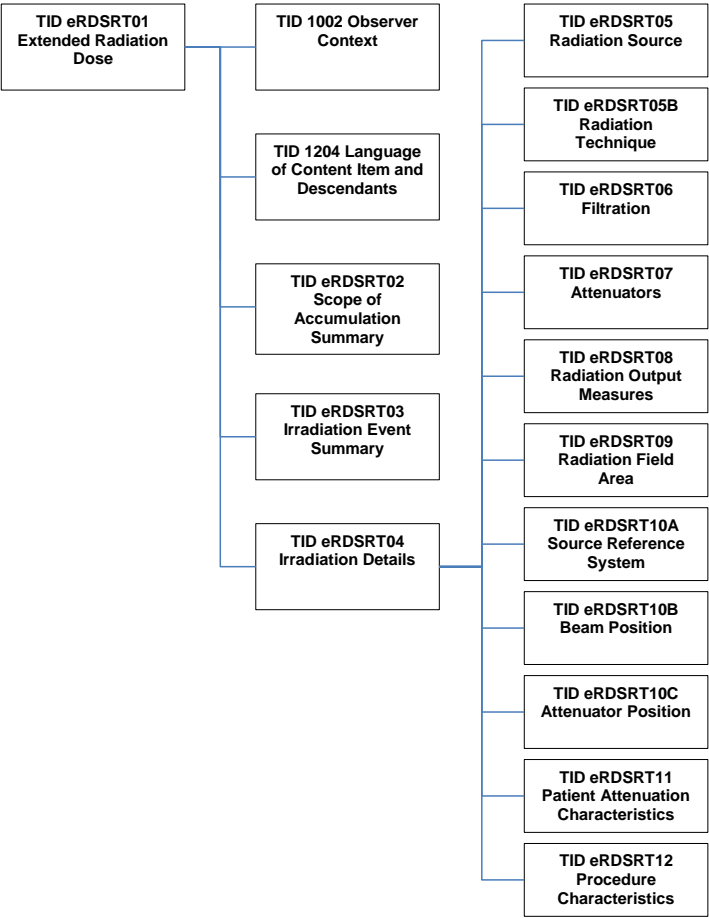 TID eRDSRT01
Extended Radiation
Dose
TID 1002 Observer
Context
TID 1204 Language
of Content Item and
Descendants
TID eRDSRT02
Scope of
Accumulation
Summary
TID eRDSRT03
Irradiation Event
Summary
TID eRDSRT04
Irradiation Details
TID eRDSRT05
Radiation Source
TID eRDSRT05B
Radiation
Technique
TID eRDSRT06
Filtration
TID eRDSRT07
Attenuators
TID eRDSRT08
Radiation Output
Measures
TID eRDSRT09
Radiation Field
Area
TID eRDSRT10A
Source Reference
System
TID eRDSRT10B
Beam Position
TID eRDSRT10C
Attenuator Position
TID eRDSRT11
Patient Attenuation
Characteristics
TID eRDSRT12
Procedure
Characteristics